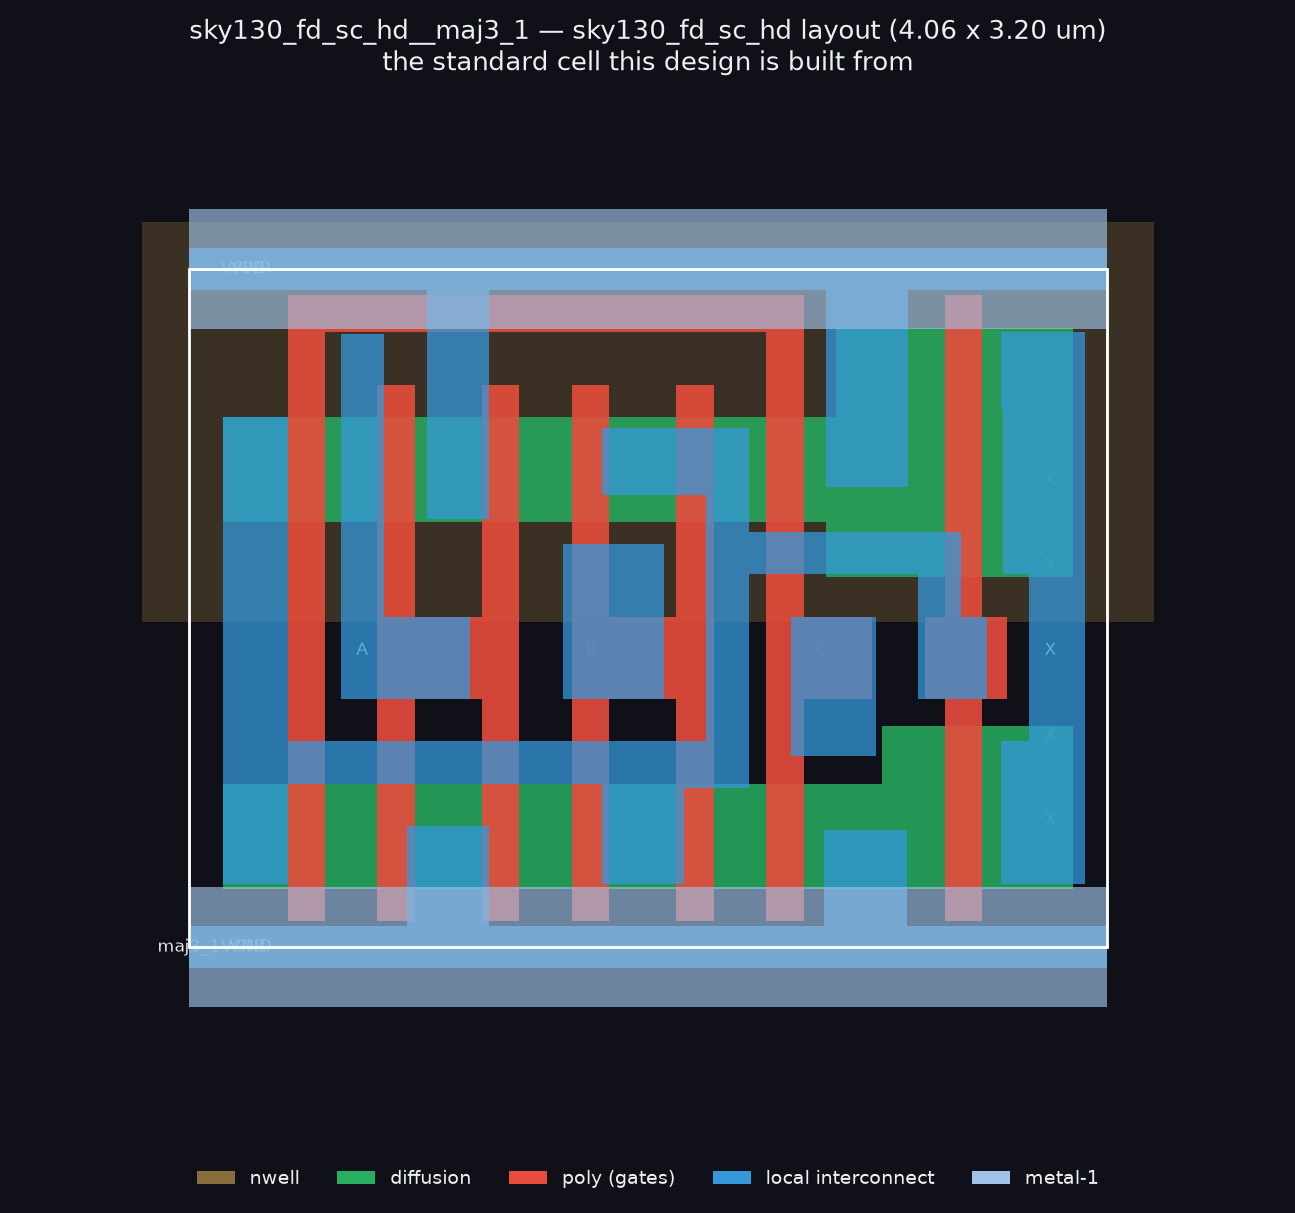 sky130_fd_sc_hd__maj3_1 — sky130_fd_sc_hd layout (4.06 x 3.20 um)
the standard cell this design is built from
X
X
A B C X
X
X
nwell diffusion poly (gates) local interconnect metal-1